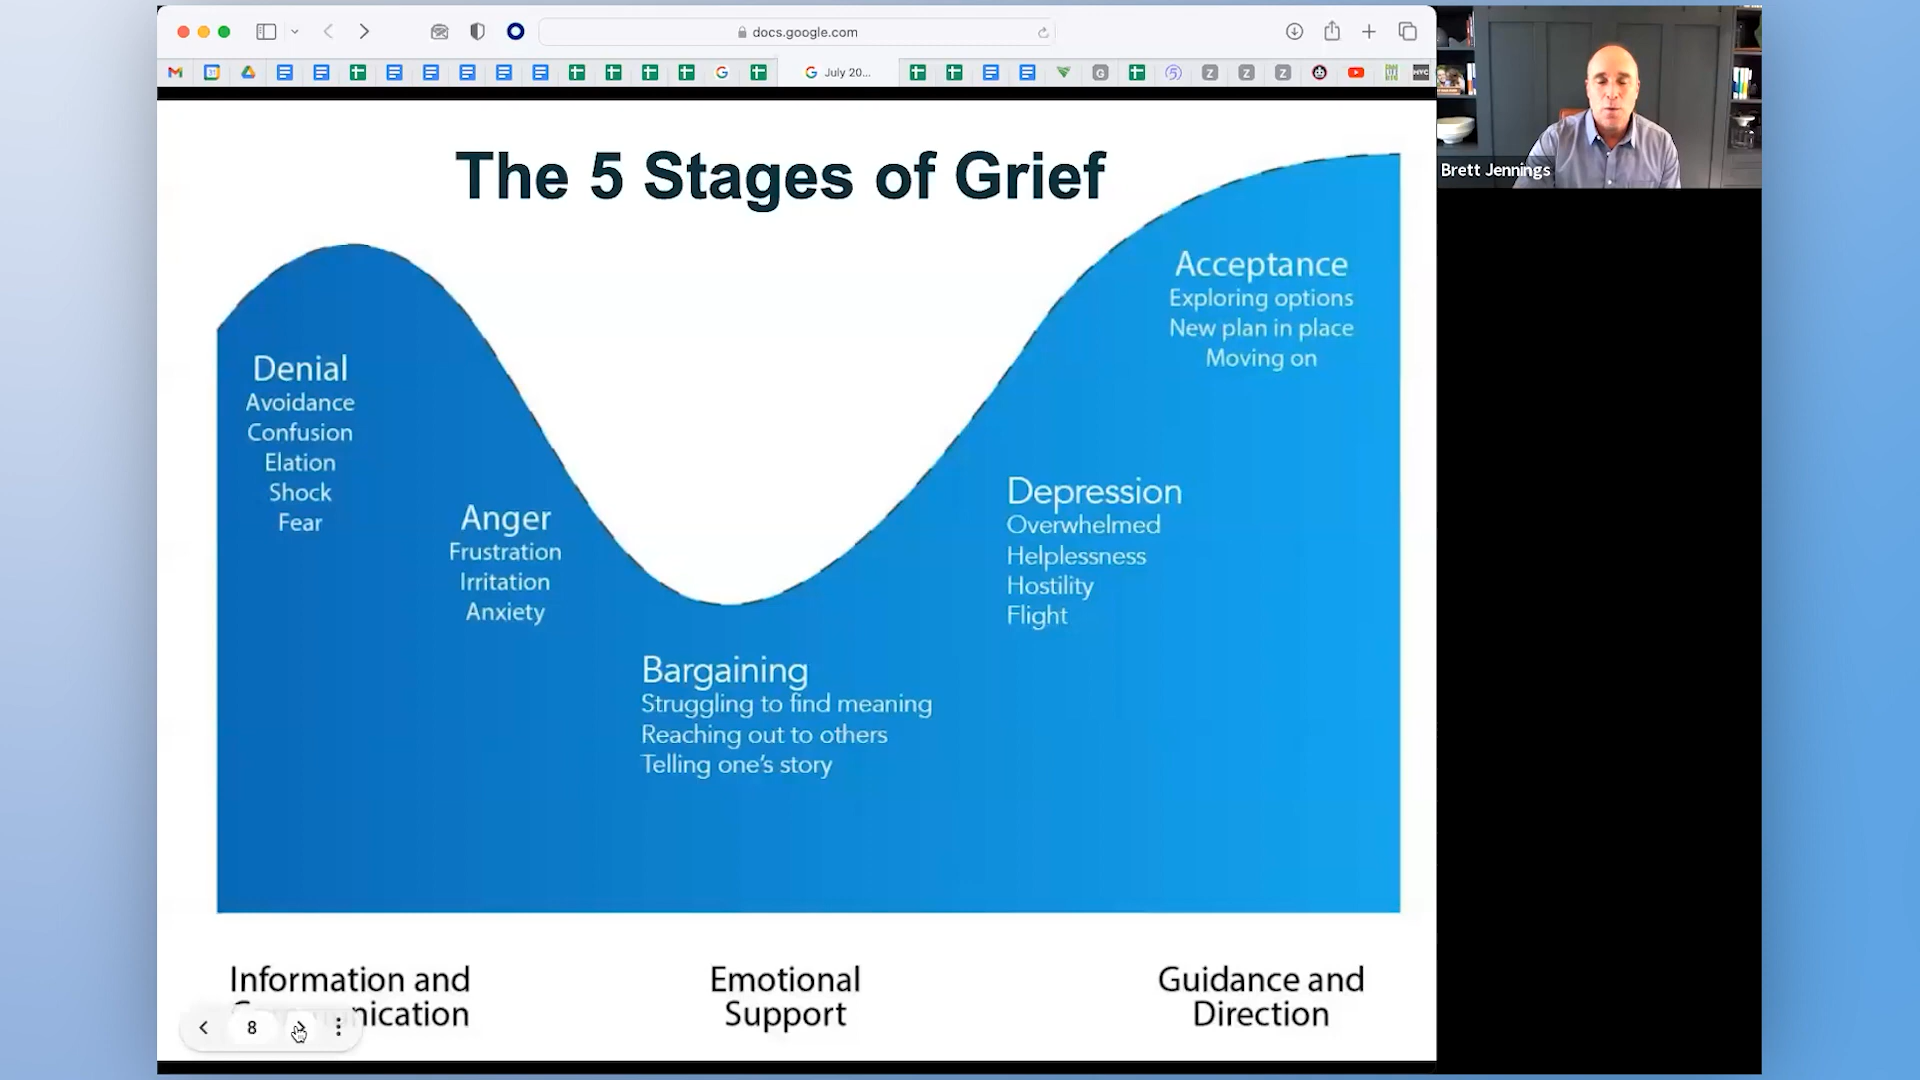 docs.google.com
July 20...
Brett Jennings
The 5 Stages of Grief
Denial
Avoidance
Confusion
Elation
Shock
Fear
Anger
Frustration
Irritation
Anxiety
Bargaining
Struggling to find meaning
Reaching out to others
Telling one's story
Depression
Overwhelmed
Helplessness
Hostility
Flight
Acceptance
Exploring options
New plan in place
Moving on
Information and
nication
Emotional
Support
Guidance and
Direction
8